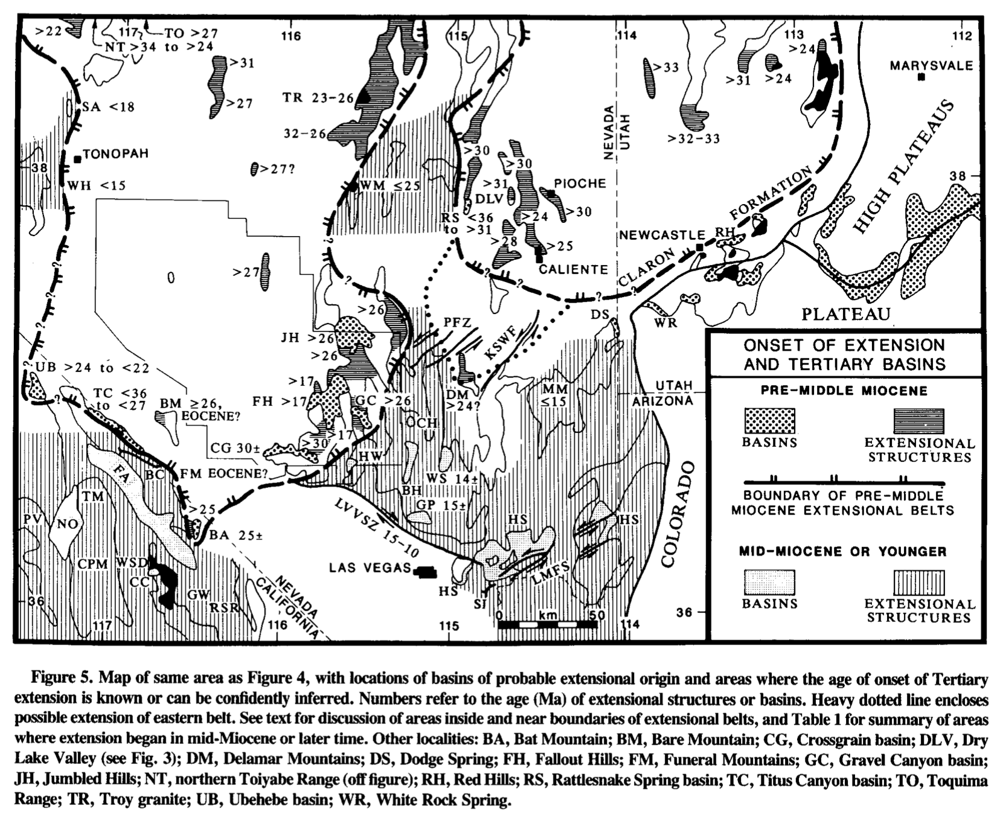 >22
117
TO >27
NT >34 to >24
116
115
114
113
112
>31
>27
>33
>31
>24
>24
MARYSVALE
SA <18
TR 23-26
32-26
>32-33
NEVADA
UTAH
HIGH PLATEAUS
TONOPAH
38
WH <15
>27?
WM ≤25
>30
>30
>31
DLV
PIOCHE
>30
>24
38
FORMATION
RS <36
to >31
>28
>25
CALIENTE
NEWCASTLE
RH
CLARON
>27
?
?
?
?
?
?
?
?
?
?
?
>26
JH >26
>26
PFZ
KSWF
DS
WR
PLATEAU
UB >24 to <22
TC <36
to <27
BM ≥26,
EOCENE?
>17
FH >17
GC >26
DM
>24?
MM
≤15
UTAH
ARIZONA
OCH
>17
>30
CG 30±
HW
FA
BC
FM EOCENE?
WS 14±
BH
GP 15±
TM
PV
NO
>25
BA 25±
LVVSZ 15-10
HS
HS
COLORADO
CPM
WSD
CC
GW
RSR
LAS VEGAS
HS
SI
LMFS
NEVADA
CALIFORNIA
36
117
116
115
0 km 50
114
36
ONSET OF EXTENSION
AND TERTIARY BASINS
PRE-MIDDLE MIOCENE
BASINS
EXTENSIONAL
STRUCTURES
BOUNDARY OF PRE-MIDDLE
MIOCENE EXTENSIONAL BELTS
MID-MIOCENE OR YOUNGER
BASINS
EXTENSIONAL
STRUCTURES
Figure 5. Map of same area as Figure 4, with locations of basins of probable extensional origin and areas where the age of onset of Tertiary
extension is known or can be confidently inferred. Numbers refer to the age (Ma) of extensional structures or basins. Heavy dotted line encloses
possible extension of eastern belt. See text for discussion of areas inside and near boundaries of extensional belts, and Table 1 for summary of areas
where extension began in mid-Miocene or later time. Other localities: BA, Bat Mountain; BM, Bare Mountain; CG, Crossgrain basin; DLV, Dry
Lake Valley (see Fig. 3); DM, Delamar Mountains; DS, Dodge Spring; FH, Fallout Hills; FM, Funeral Mountains; GC, Gravel Canyon basin;
JH, Jumbled Hills; NT, northern Toiyabe Range (off figure); RH, Red Hills; RS, Rattlesnake Spring basin; TC, Titus Canyon basin; TO, Toquima
Range; TR, Troy granite; UB, Ubehebe basin; WR, White Rock Spring.